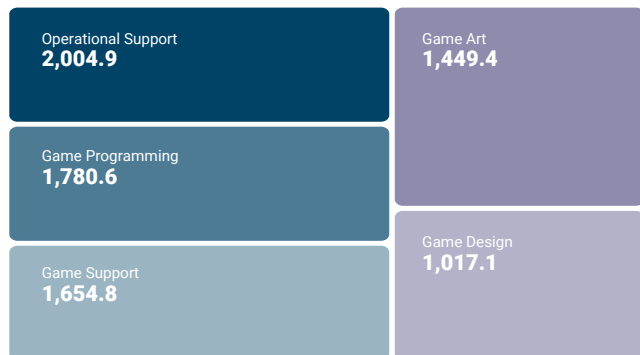 Operational Support
2,004.9
Game Programming
1,780.6
Game Support
1,654.8
Game Art
1,449.4
Game Design
1,017.1